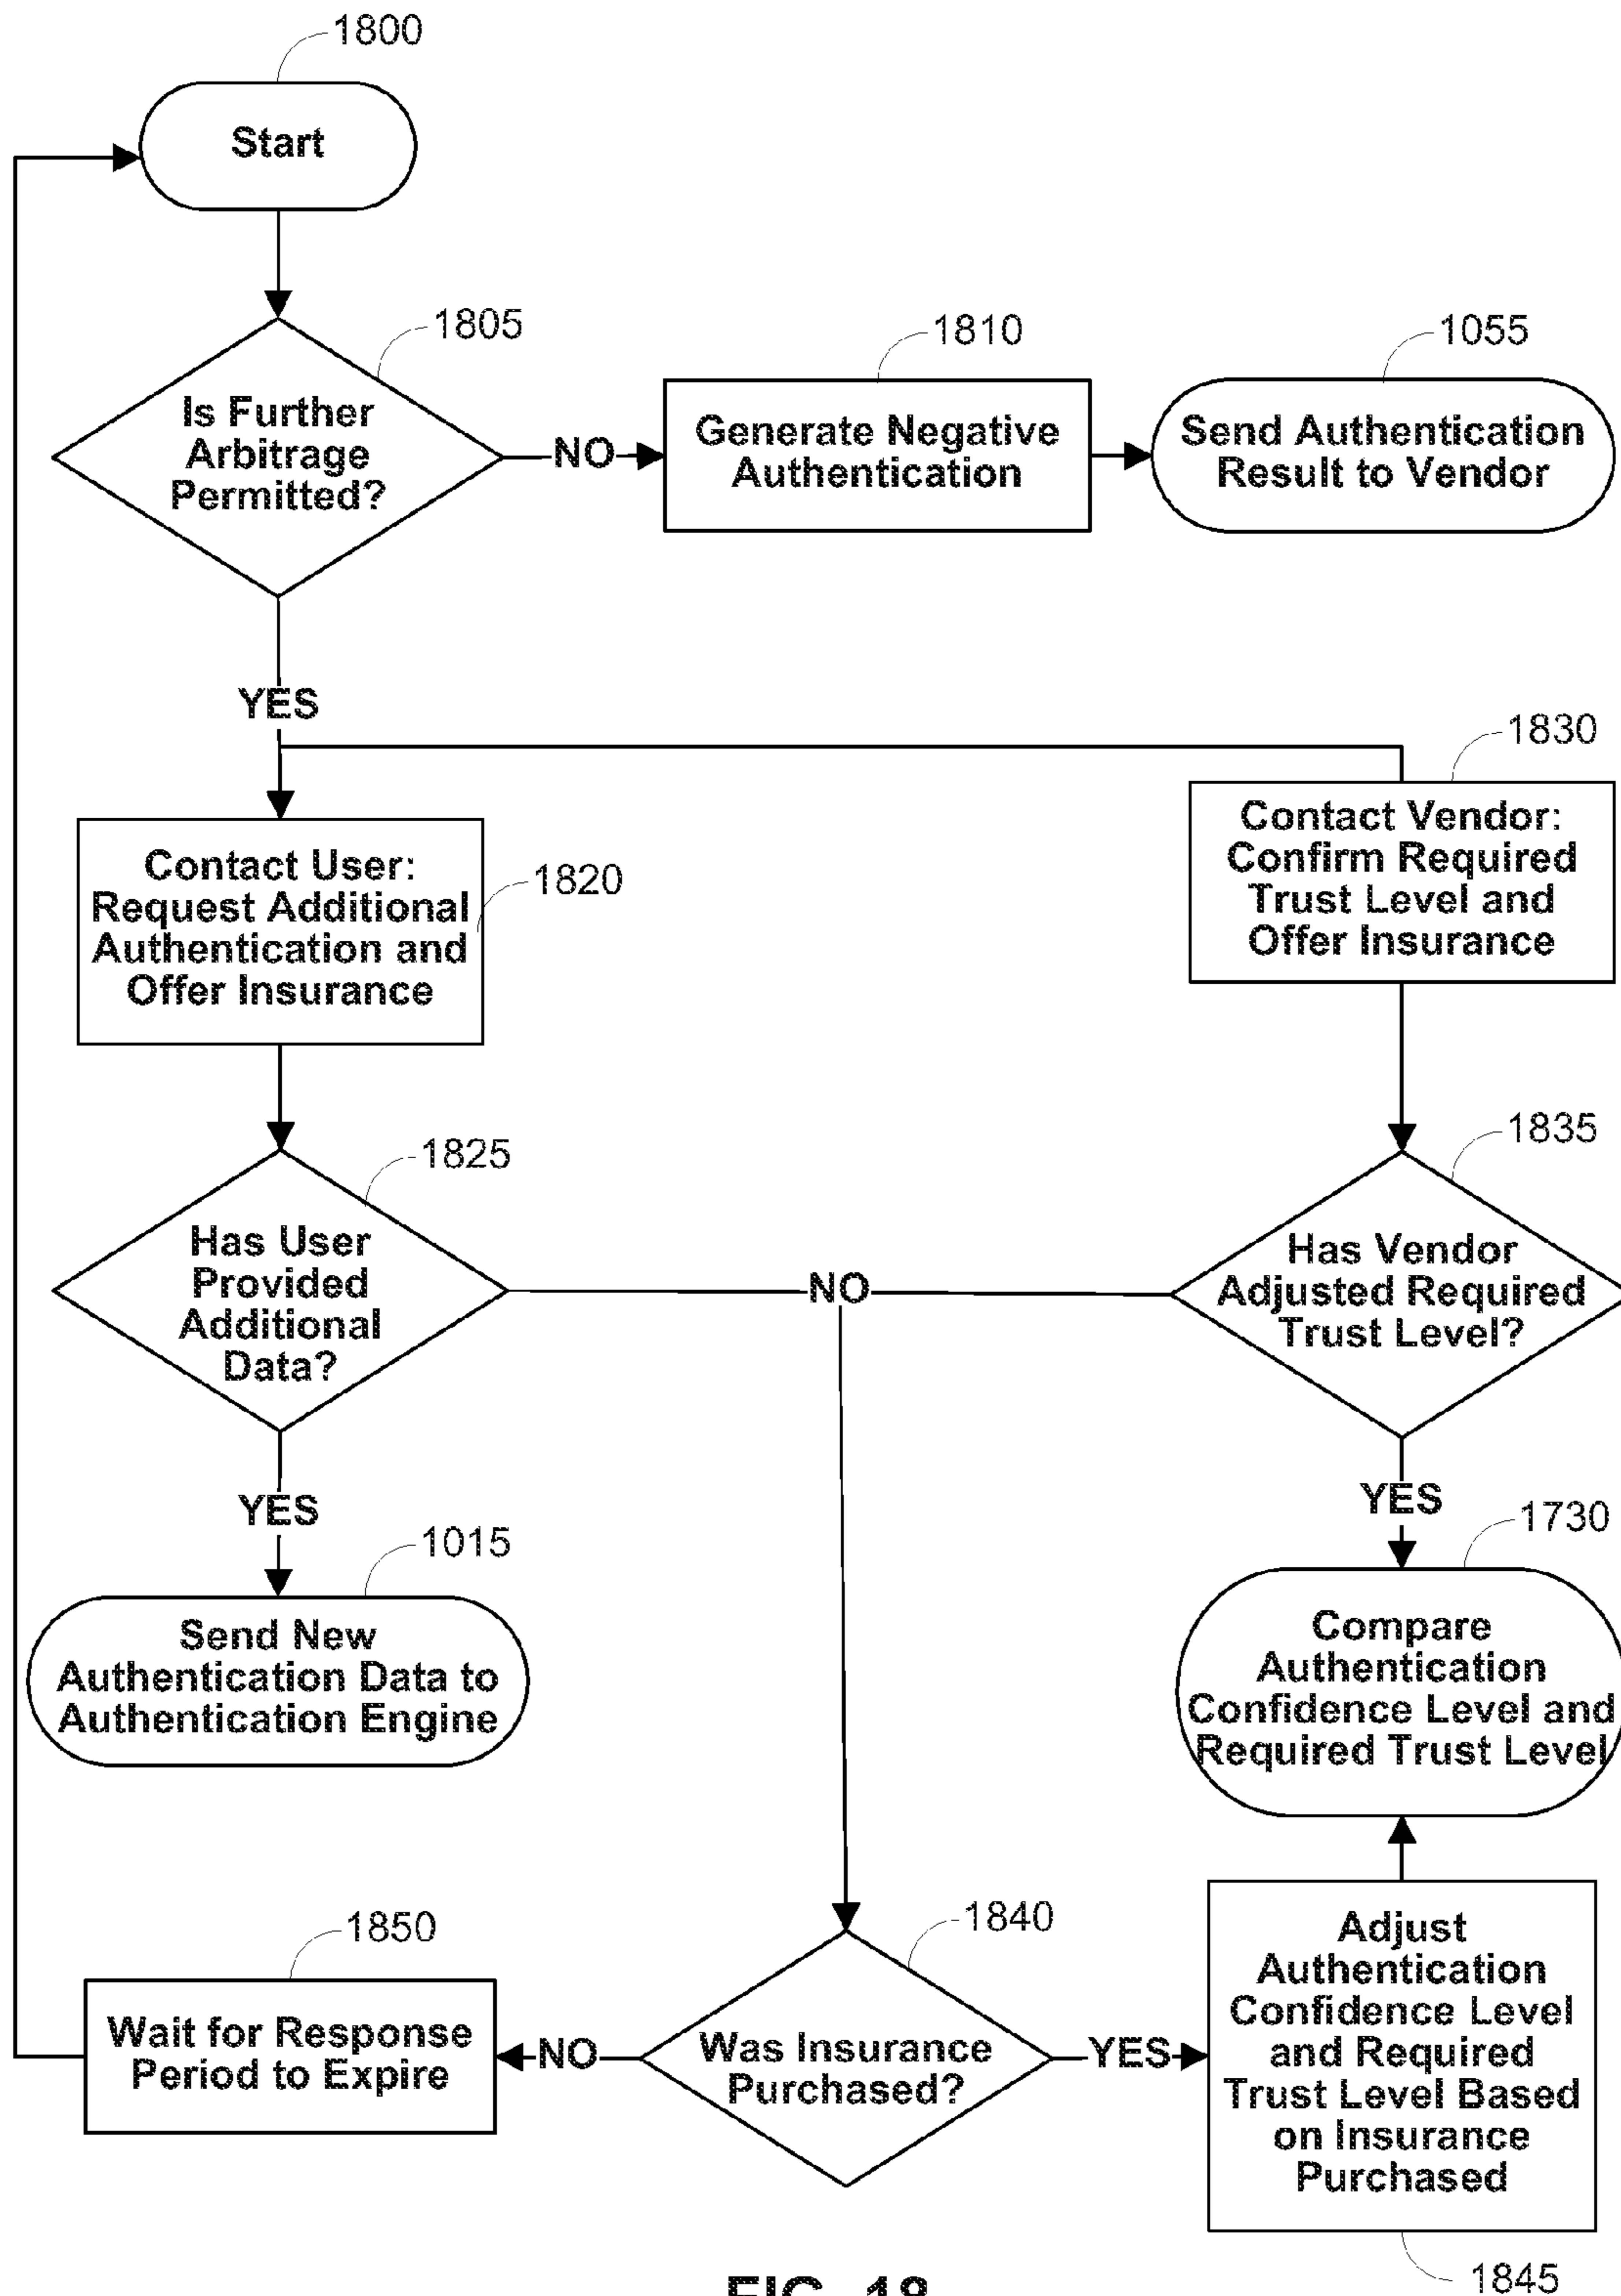 1800
Start
1805
Is Further
Arbitrage
Permitted?
NO
1810
Generate Negative
Authentication
1055
Send Authentication
Result to Vendor
YES
1820
Contact User:
Request Additional
Authentication and
Offer Insurance
1830
Contact Vendor:
Confirm Required
Trust Level and
Offer Insurance
1825
Has User
Provided
Additional
Data?
NO
1835
Has Vendor
Adjusted Required
Trust Level?
YES
1015
Send New
Authentication Data to
Authentication Engine
YES
1730
Compare
Authentication
Confidence Level and
Required Trust Level
1850
Wait for Response
Period to Expire
NO
1840
Was Insurance
Purchased?
YES
Adjust
Authentication
Confidence Level
and Required
Trust Level Based
on Insurance
Purchased
1845
FIG. 18